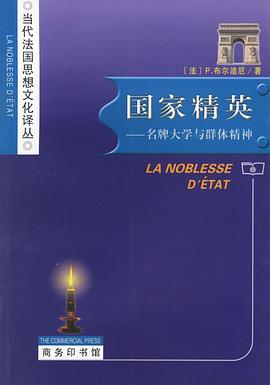 当代法国思想文化译丛
LA NOBLESSE D'ÉTAT
[法] P.布尔迪厄/著
国家精英
——名牌大学与群体精神
LA NOBLESSE
D'ÉTAT
THE COMMERCIAL PRESS
商务印书馆